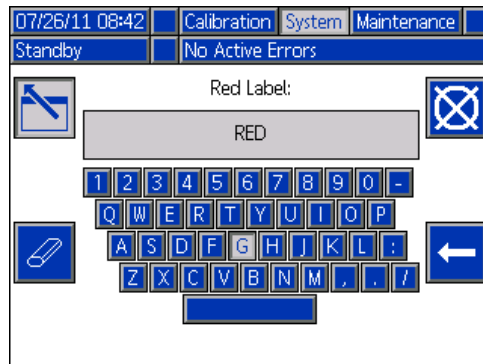 07/26/11 08:42 Calibration System Maintenance
Standby No Active Errors
Red Label:
RED
1 2 3 4 5 6 7 8 9 0 -
Q W E R T Y U I O P
A S D F G H J K L :
Z X C V B N M , . /